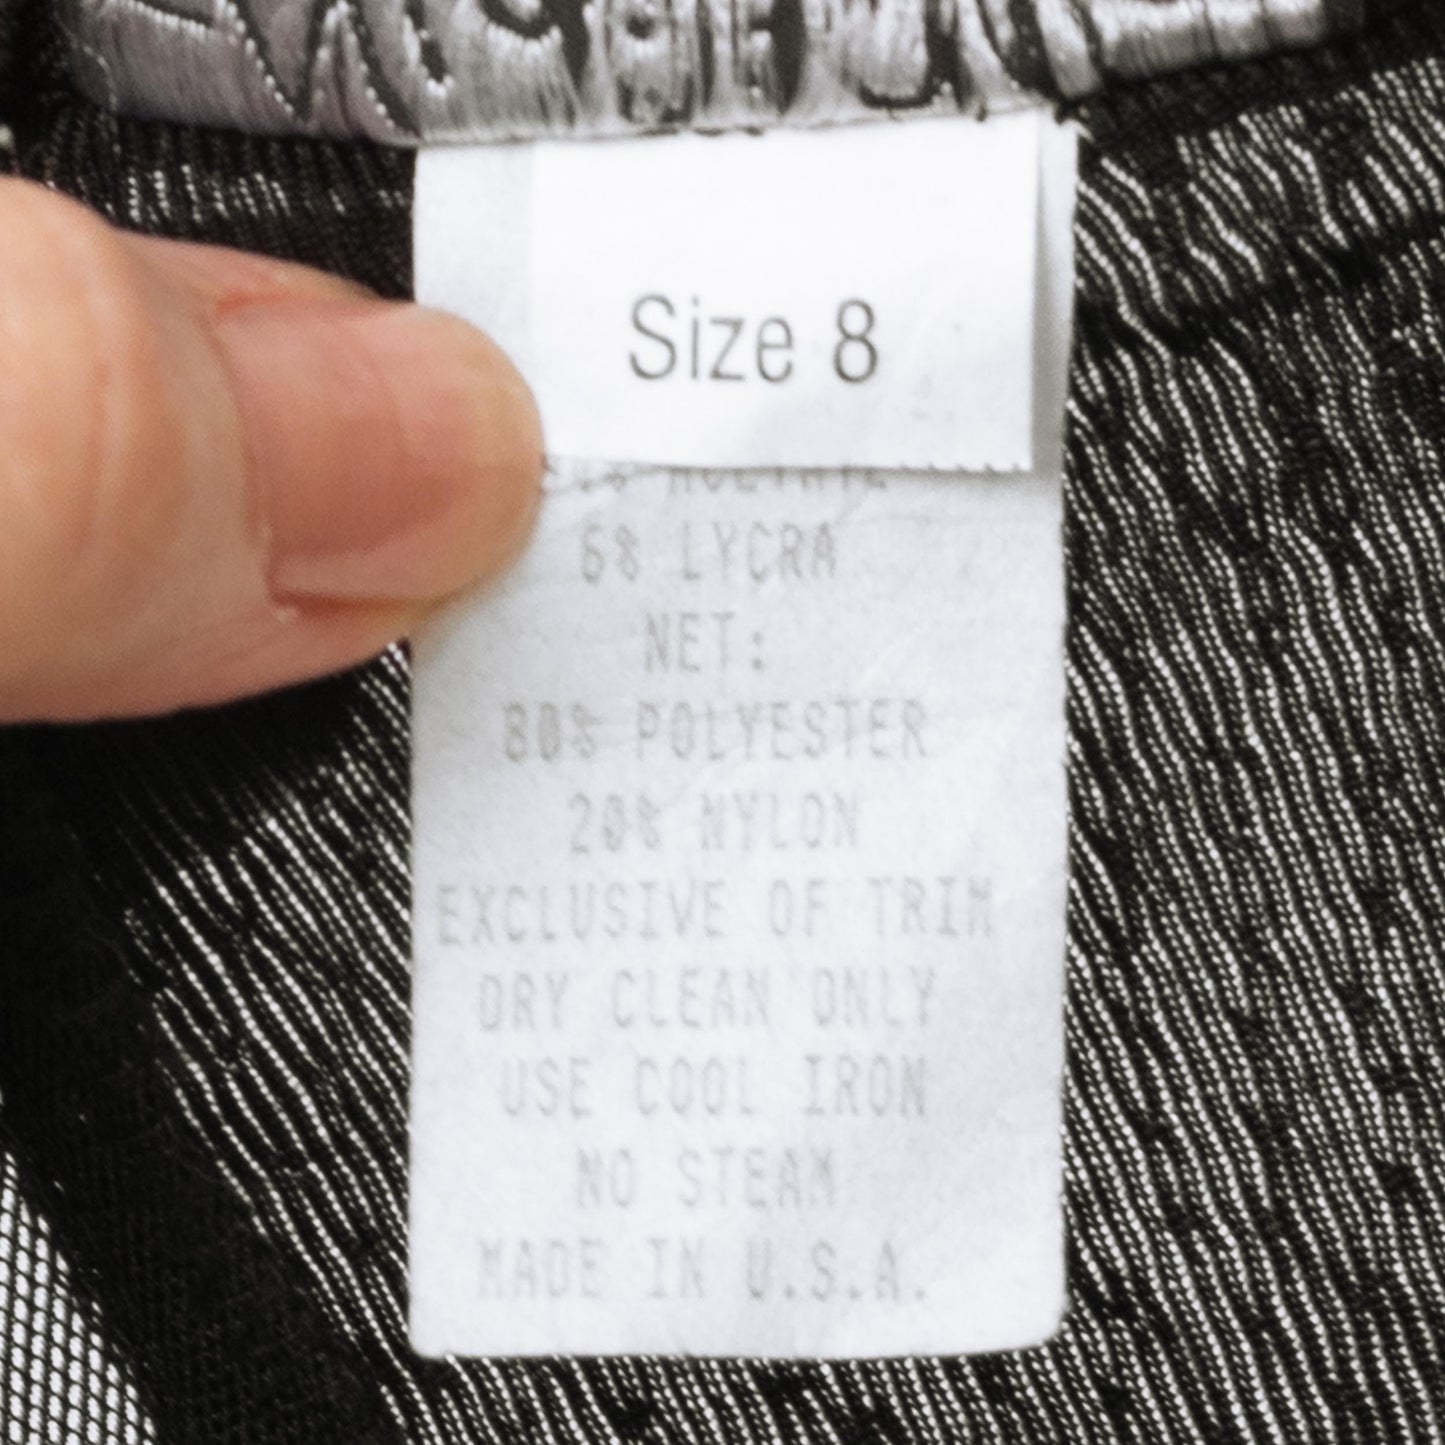 Size 8
ACETATE
6% LYCRA
NET:
80% POLYESTER
20% NYLON
EXCLUSIVE OF TRIM
DRY CLEAN ONLY
USE COOL IRON
NO STEAM
MADE IN U.S.A.